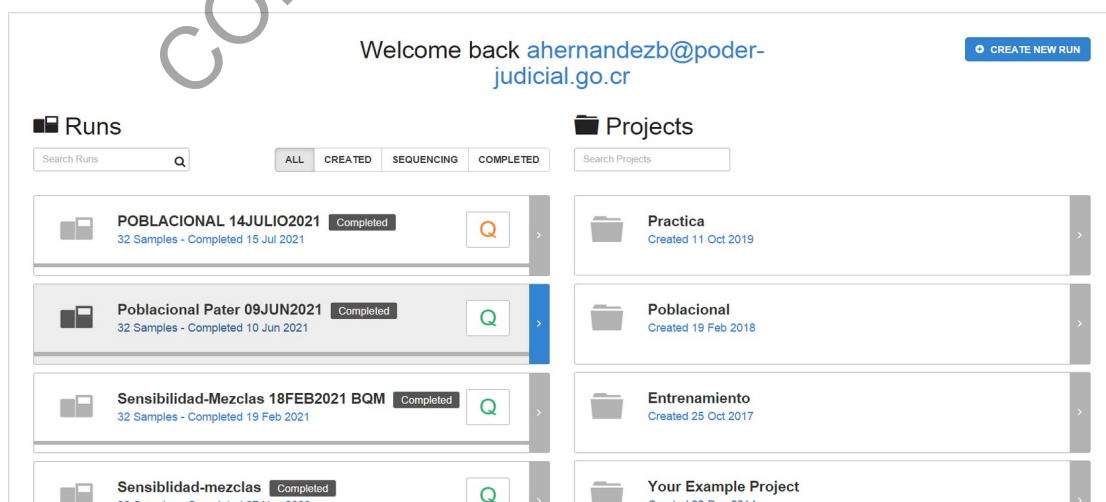 Welcome back ahernandezb@poder-
judicial.go.cr
CREATE NEW RUN
Runs
Search Runs
ALL CREATED SEQUENCING COMPLETED
POBLACIONAL 14JULIO2021 Completed
32 Samples - Completed 15 Jul 2021
Q
Poblacional Pater 09JUN2021 Completed
32 Samples - Completed 10 Jun 2021
Q
Sensibilidad-Mezclas 18FEB2021 BQM Completed
32 Samples - Completed 19 Feb 2021
Q
Sensiblidad-mezclas Completed
Q
Projects
Search Projects
Practica
Created 11 Oct 2019
Poblacional
Created 19 Feb 2018
Entrenamiento
Created 25 Oct 2017
Your Example Project